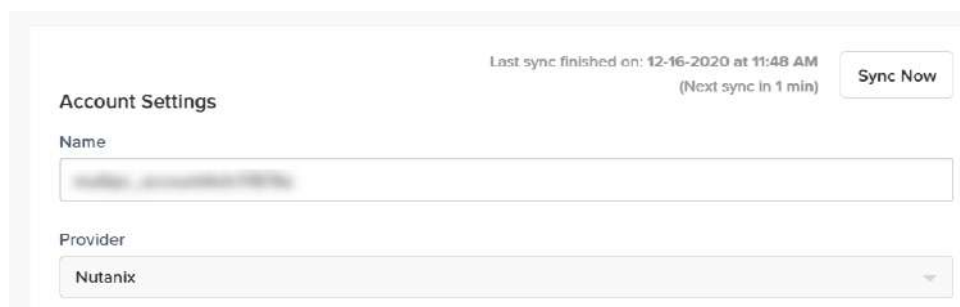 Last sync finished on: 12-16-2020 at 11:48 AM
(Next sync in 1 min)
Sync Now
Account Settings
Name
Provider
Nutanix